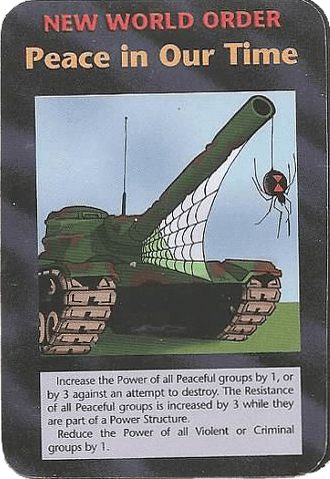 NEW WORLD ORDER
Peace in Our Time
Increase the Power of all Peaceful groups by 1, or
by 3 against an attempt to destroy. The Resistance
of all Peaceful groups is increased by 3 while they
are part of a Power Structure.
Reduce the Power of all Violent or Criminal
groups by 1.